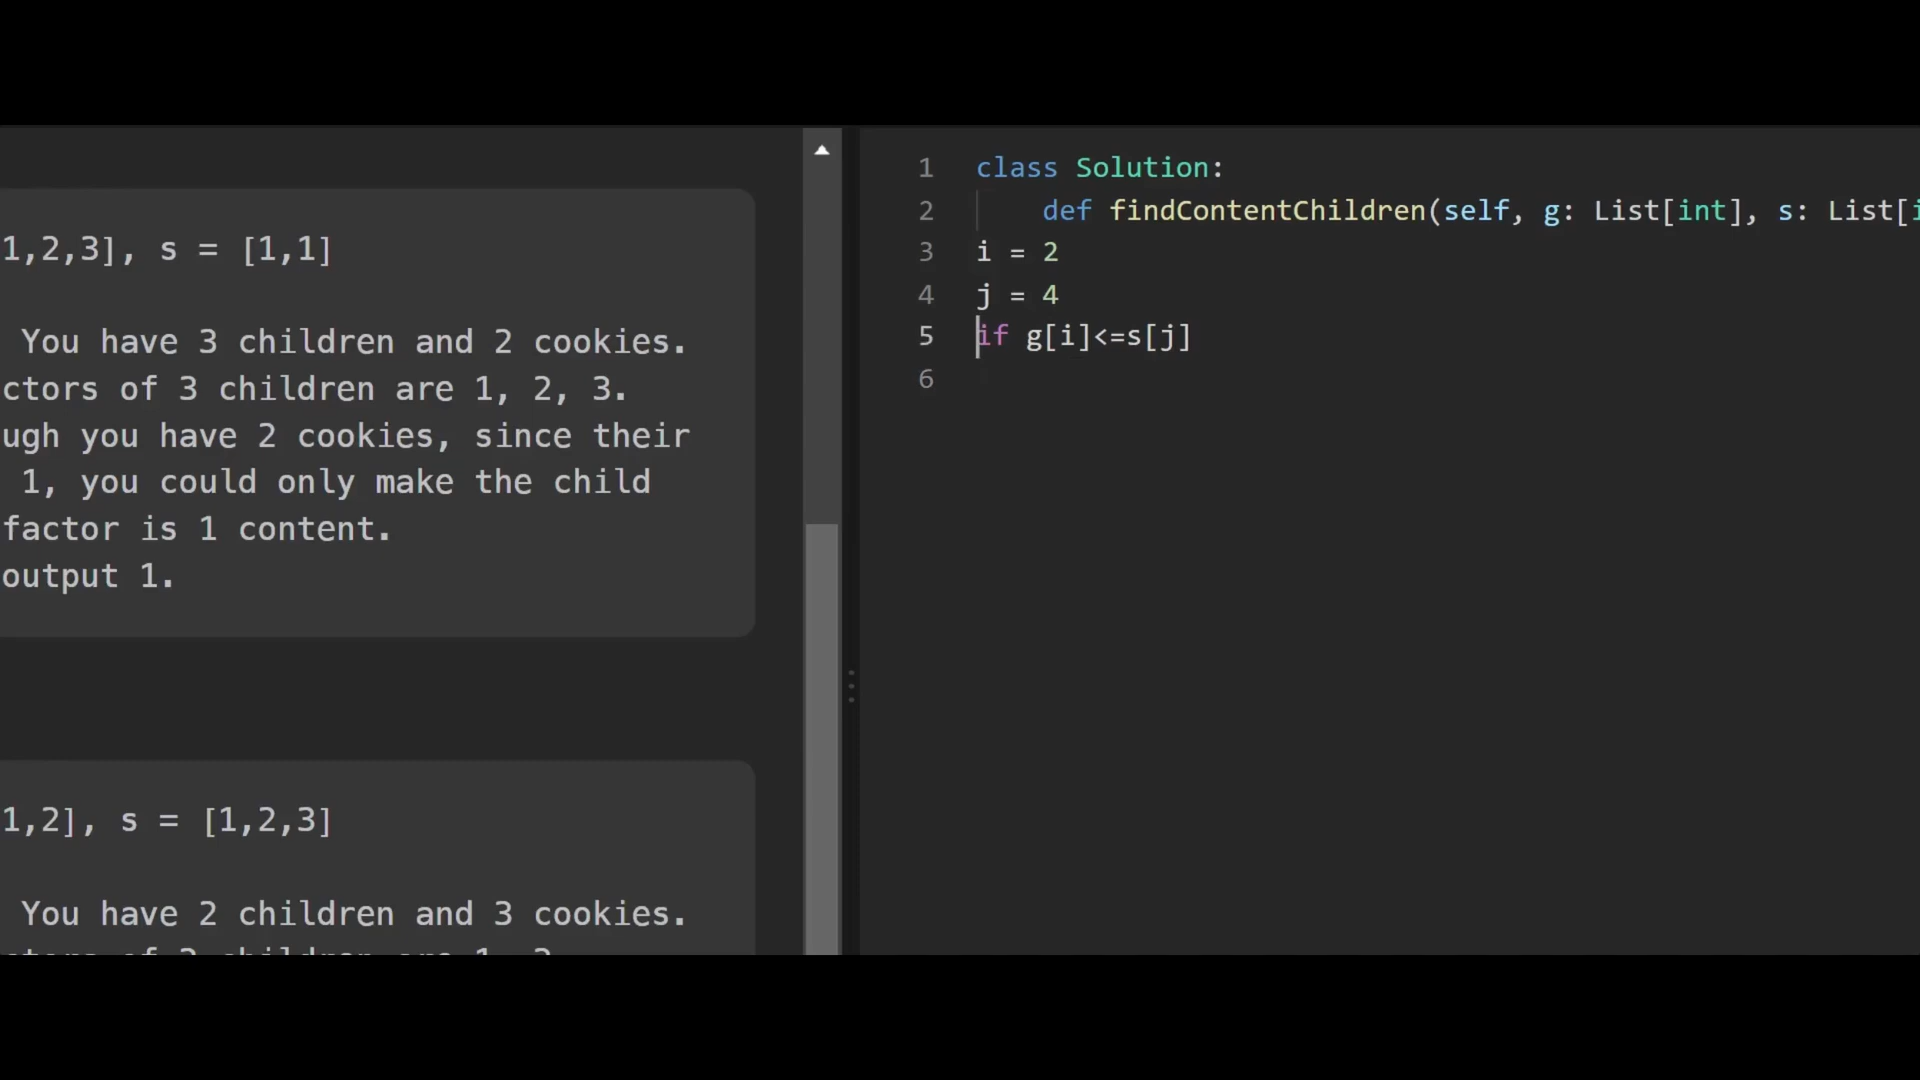 1,2,3], s = [1,1]
You have 3 children and 2 cookies.
ctors of 3 children are 1, 2, 3.
ugh you have 2 cookies, since their
1, you could only make the child
factor is 1 content.
output 1.
1,2], s = [1,2,3]
You have 2 children and 3 cookies.
1 class Solution:
2 def findContentChildren(self, g: List[int], s: List[i
3 i = 2
4 j = 4
5 if g[i]<=s[j]
6